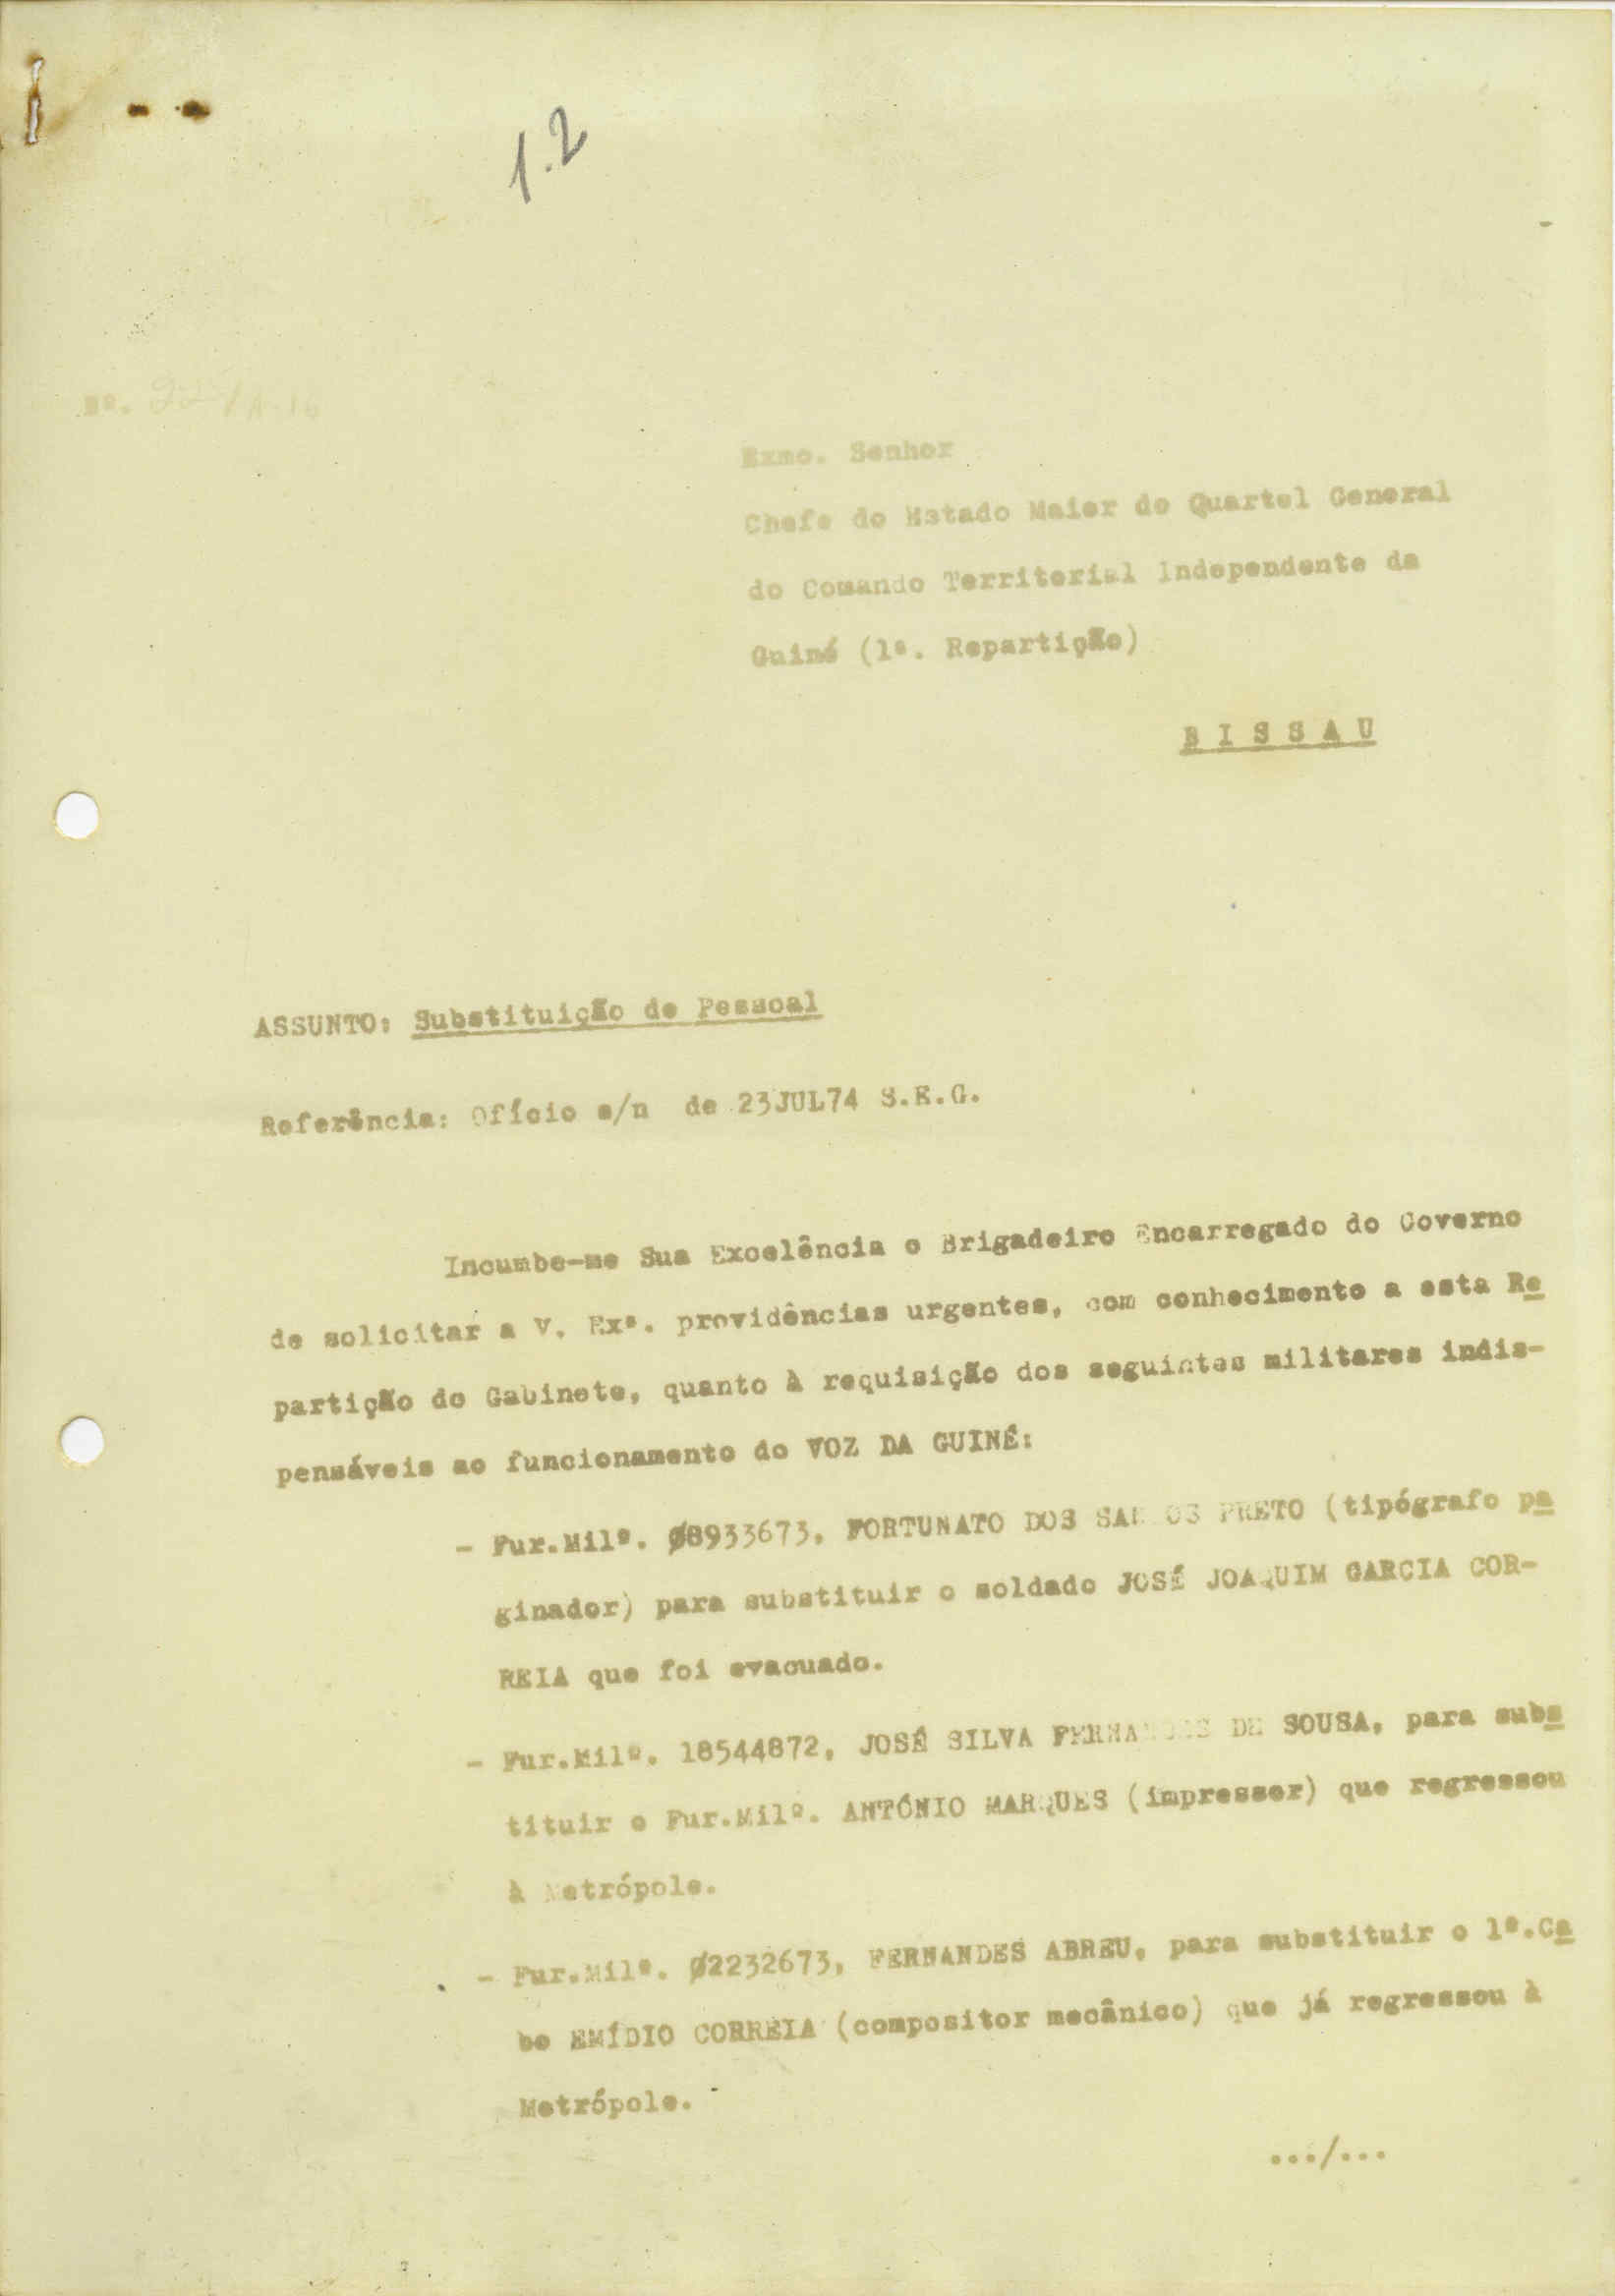 1.2
Nº.
Exmo. Senhor
Chefe do Estado Maior do Quartel General
do Comando Territorial Independente da
Guiné (1ª. Repartição)
B I S S A U
ASSUNTO: Substituição de Pessoal
Referência: Ofício s/n de 23JUL74 S.E.G.
Incumbe-me Sua Excelência o Brigadeiro Encarregado do Governo
de solicitar a V. Exª. providências urgentes, com conhecimento a esta Re
partição do Gabinete, quanto à requisição dos seguintes militares indis-
pensáveis ao funcionamento do VOZ DA GUINÉ:
- Fur.Milº. Ø8933673, FORTUNATO DOS SANTOS PRETO (tipógrafo pa
ginador) para substituir o soldado JOSÉ JOAQUIM GARCIA COR-
REIA que foi evacuado.
- Fur.Milº. 18544872, JOSÉ SILVA FERNANDES DE SOUSA, para subs
tituir o Fur.Milº. ANTÓNIO MARQUES (impressor) que regressou
à Metrópole.
- Fur.Milº. Ø2232673, FERNANDES ABREU, para substituir o 1º.Ca
bo EMÍDIO CORREIA (compositor mecânico) que já regressou à
Metrópole.
.../...